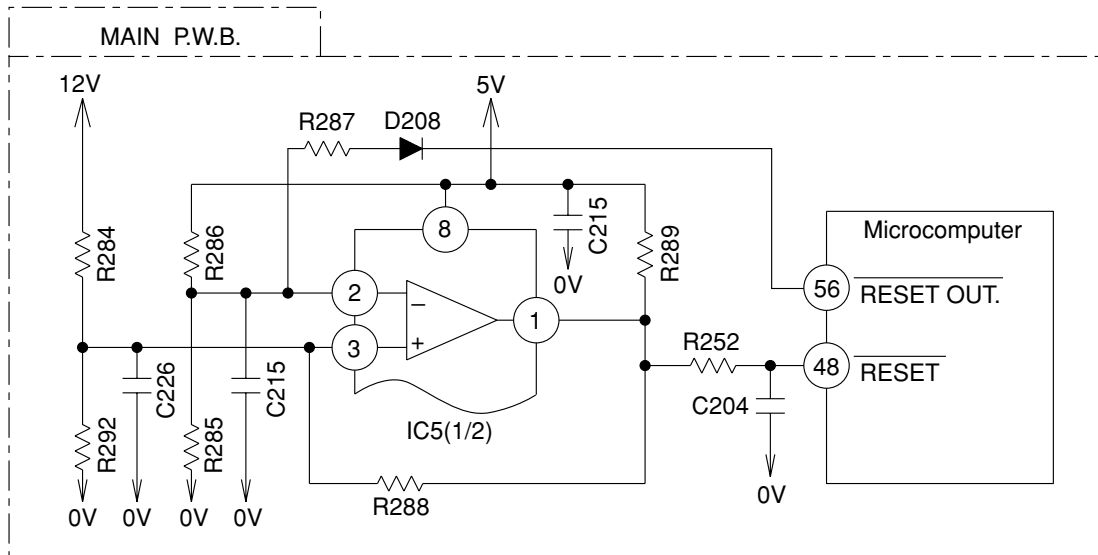 MAIN P.W.B.
12V
5V
R287
D208
8
C215
R284
R286
R289
Microcomputer
2
−
0V
56
RESET OUT.
1
3
+
R252
48
RESET
C226
C215
C204
R292
R285
IC5(1/2)
R288
0V
0V
0V
0V
0V